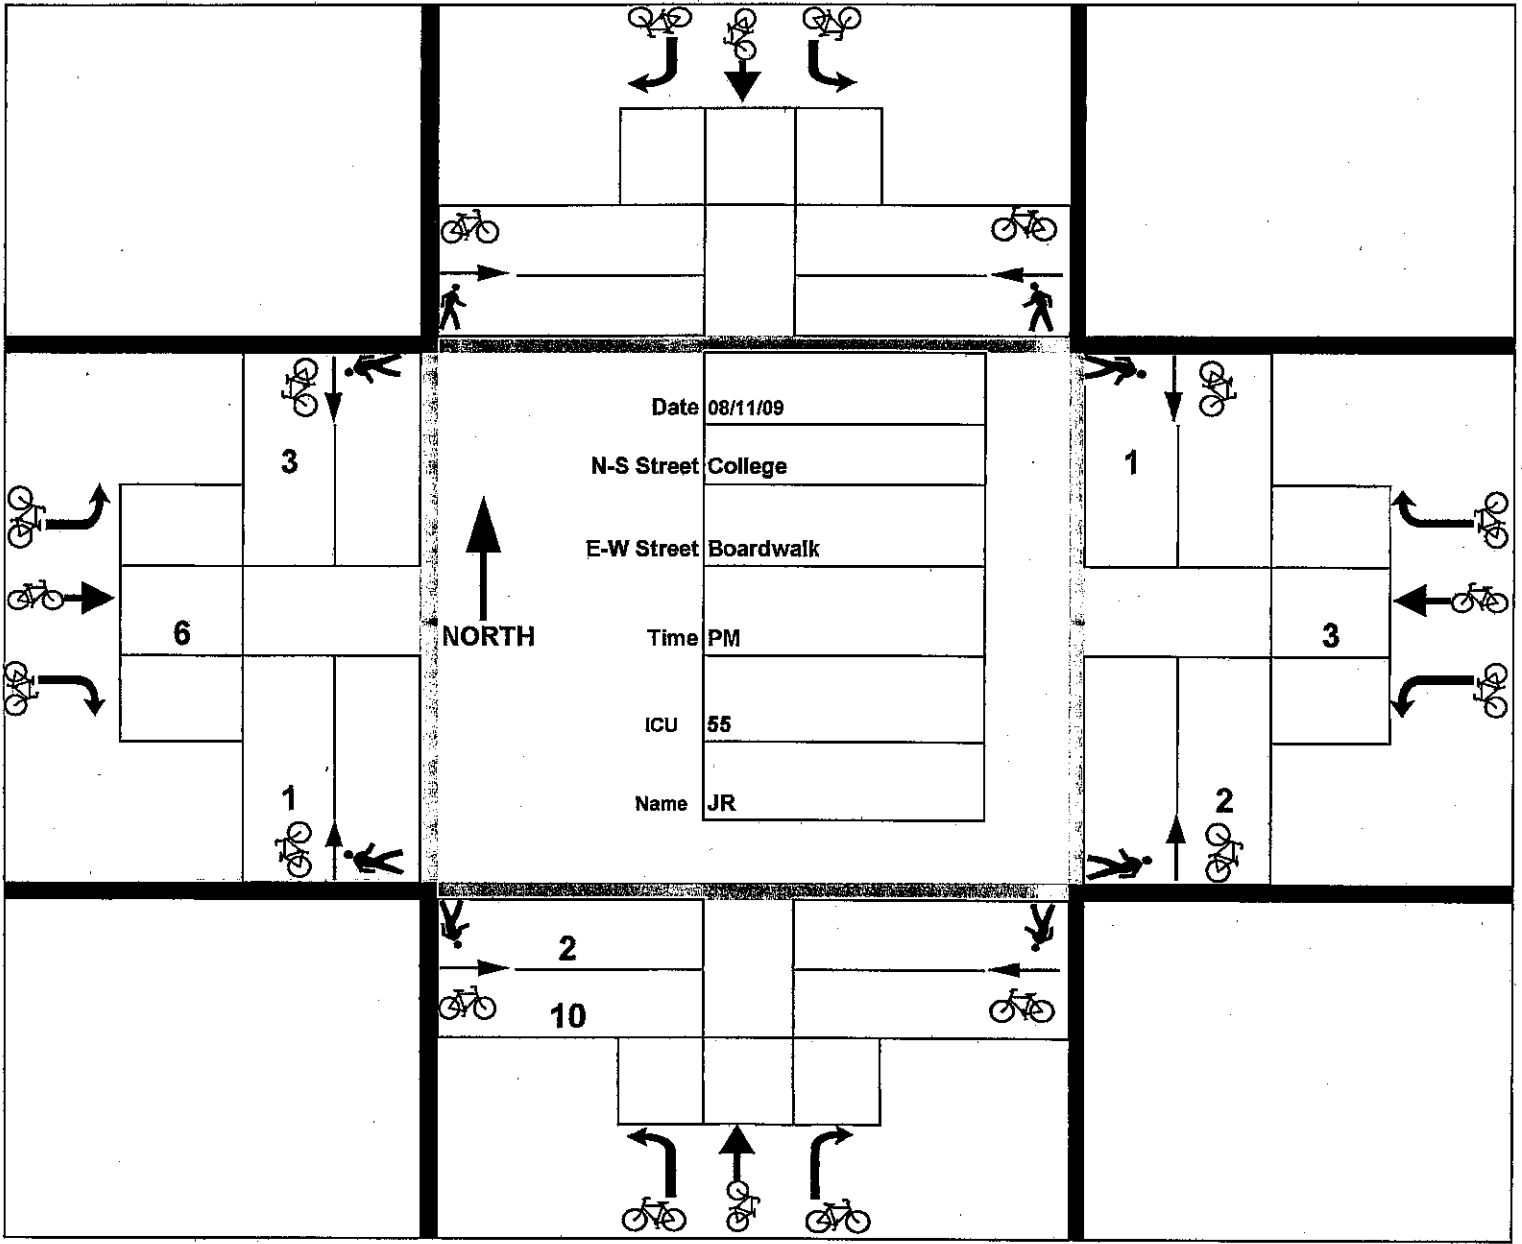 3
1
Date 08/11/09
N-S Street College
E-W Street Boardwalk
6
NORTH
Time PM
3
ICU 55
1
Name JR
2
2
10